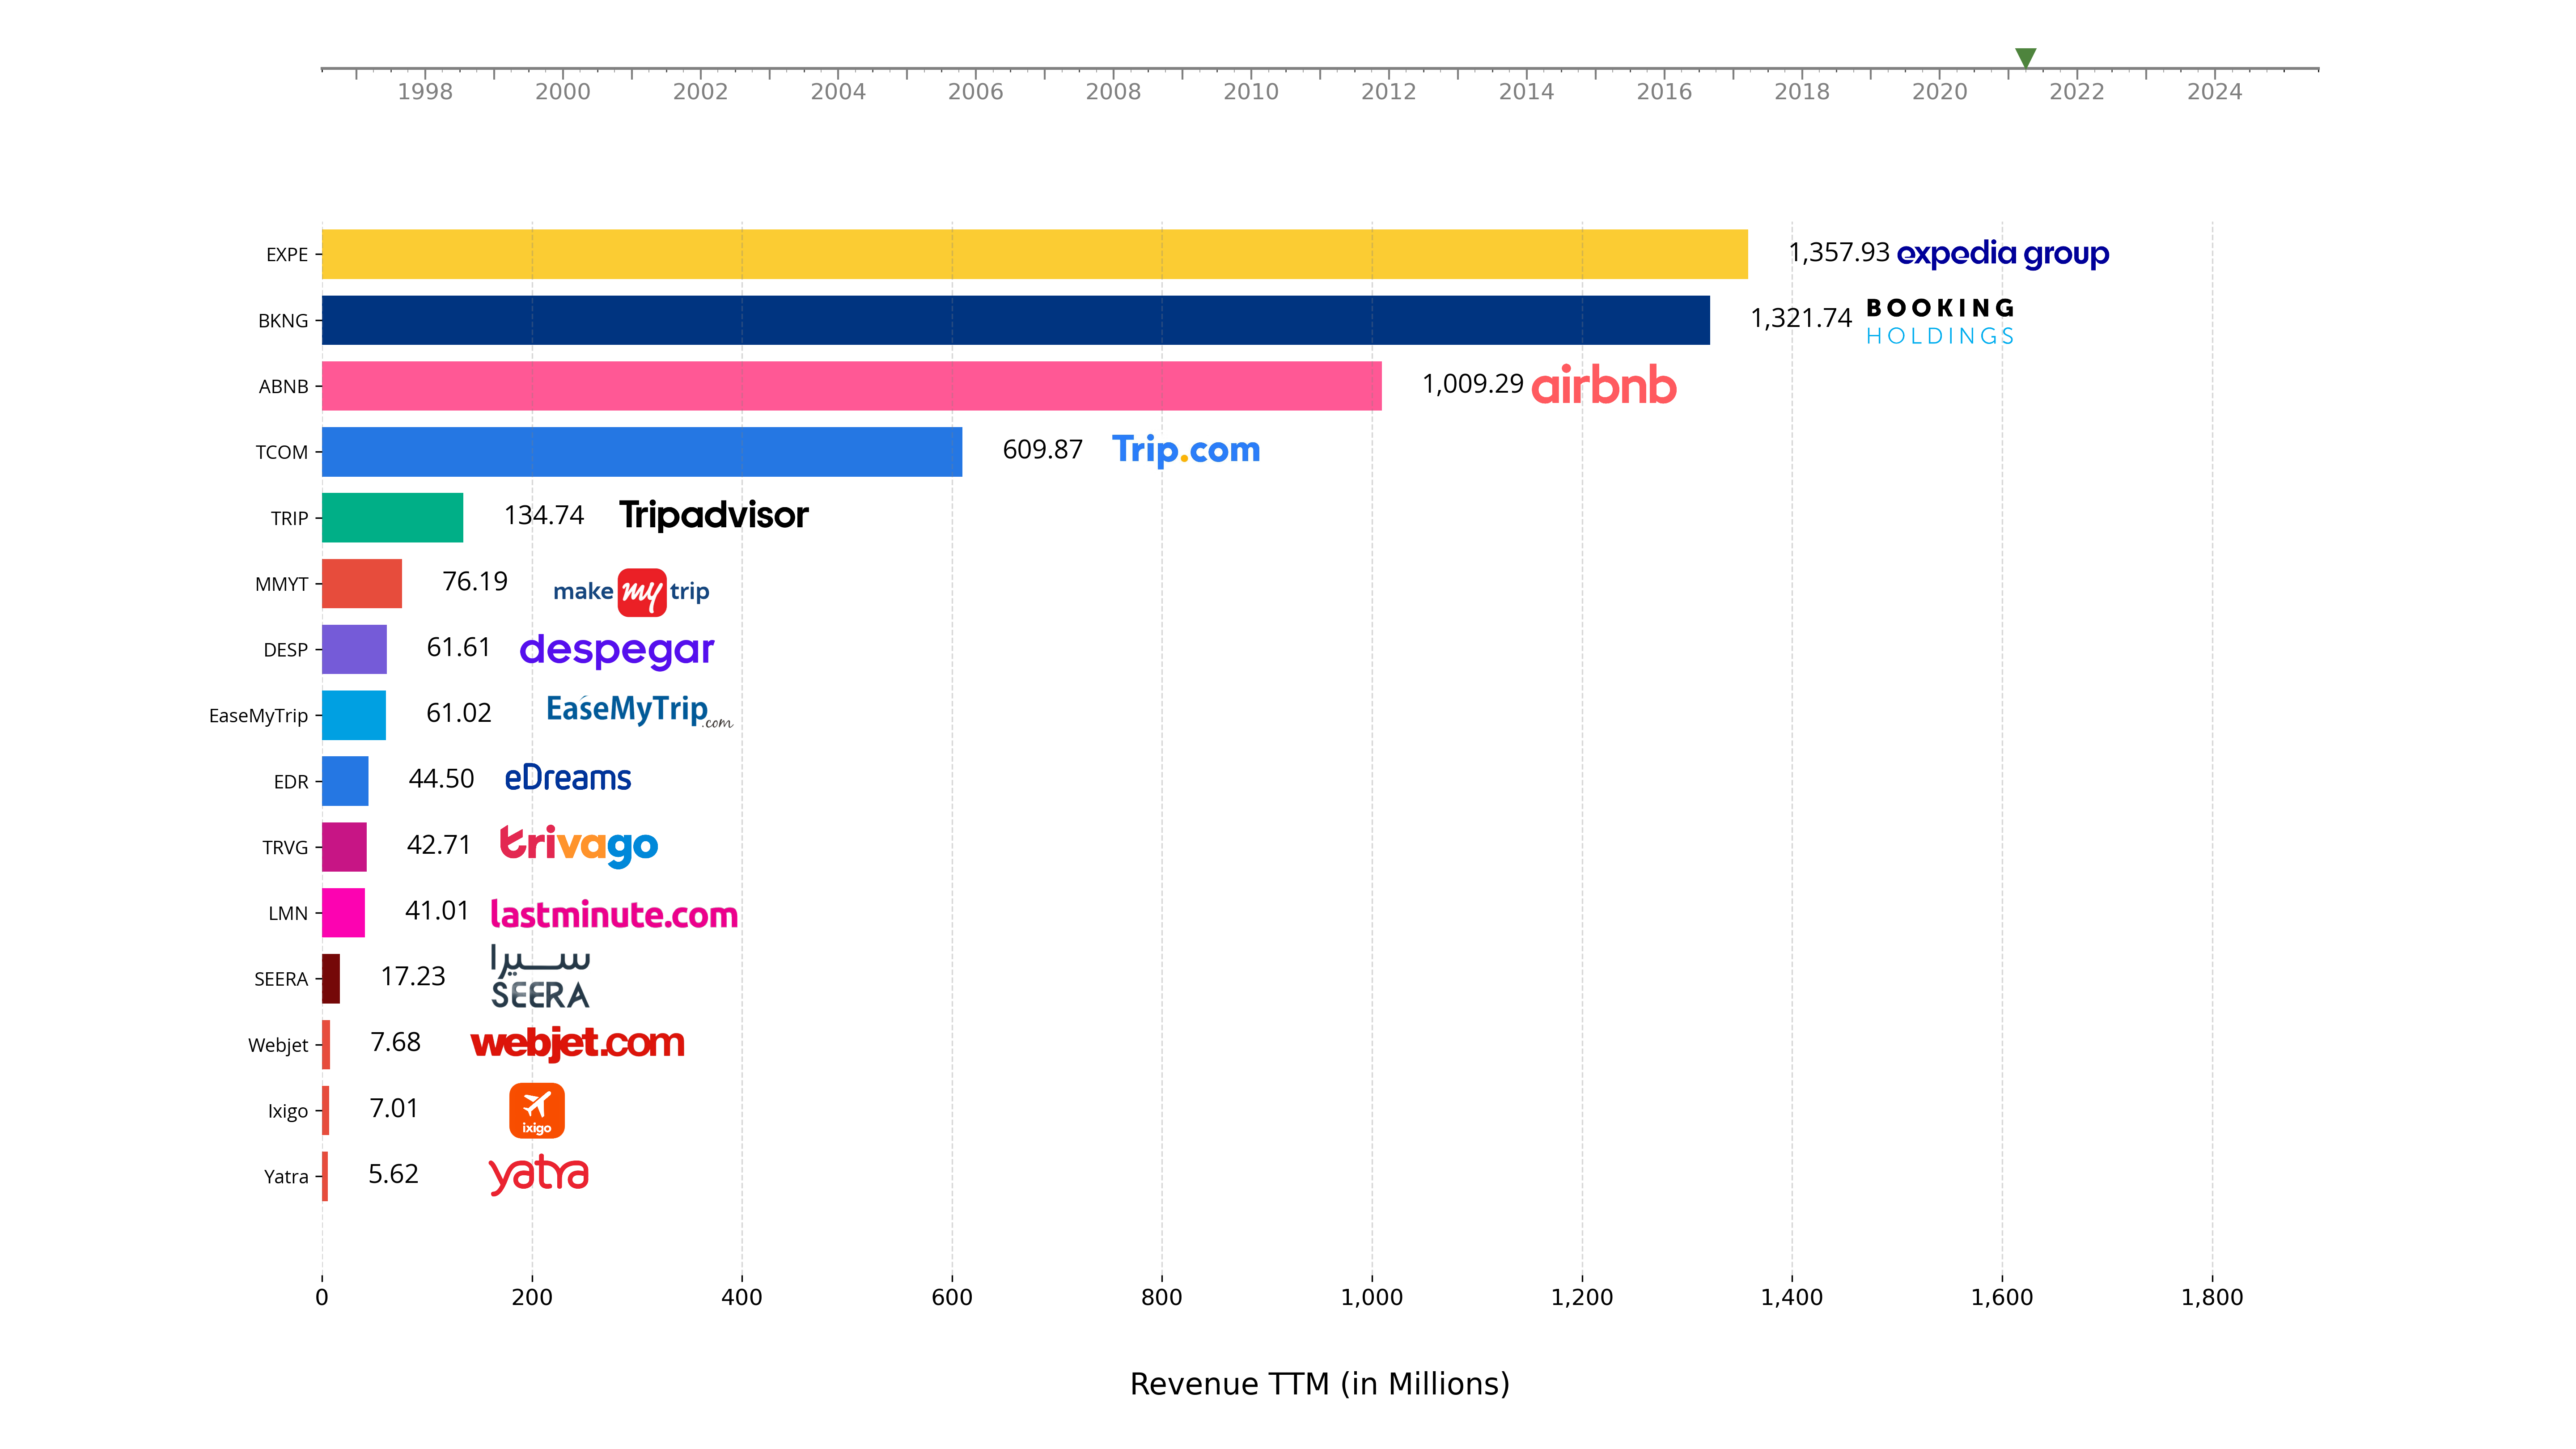 1998 2000 2002 2004 2006 2008 2010 2012 2014 2016 2018 2020 2022 2024
EXPE 1,357.93 expedia group
BKNG 1,321.74 BOOKING
HOLDINGS
ABNB 1,009.29 airbnb
TCOM 609.87 Trip.com
TRIP 134.74 Tripadvisor
MMYT 76.19 make my trip
DESP 61.61 despegar
EaseMyTrip 61.02 EaseMyTrip.com
EDR 44.50 eDreams
TRVG 42.71 trivago
LMN 41.01 lastminute.com
سيرا
SEERA 17.23 SEERA
Webjet 7.68 webjet.com
Ixigo 7.01 ixigo
Yatra 5.62 yatra
0 200 400 600 800 1,000 1,200 1,400 1,600 1,800
Revenue TTM (in Millions)